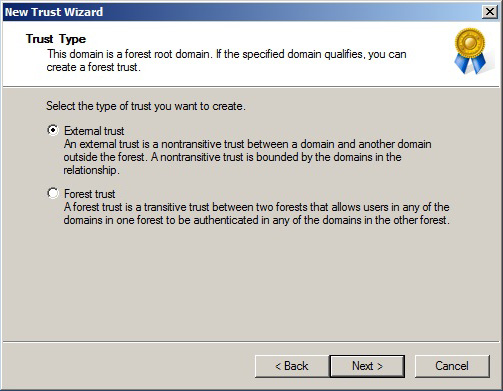 New Trust Wizard
Trust Type
This domain is a forest root domain. If the specified domain qualifies, you can
create a forest trust.
Select the type of trust you want to create.
External trust
An external trust is a nontransitive trust between a domain and another domain
outside the forest. A nontransitive trust is bounded by the domains in the
relationship.
Forest trust
A forest trust is a transitive trust between two forests that allows users in any of the
domains in one forest to be authenticated in any of the domains in the other forest.
< Back
Next >
Cancel